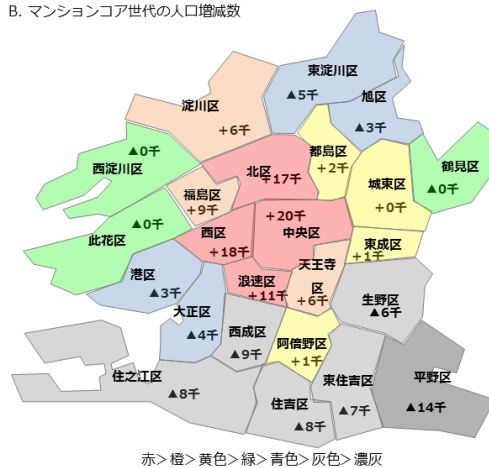 B. マンションコア世代の人口増減数
東淀川区
▲5千
淀川区
+6千
旭区
▲3千
都島区
+2千
▲0千
西淀川区
北区
+17千
鶴見区
▲0千
城東区
+0千
福島区
+9千
▲0千
此花区
西区
+18千
+20千
中央区
東成区
+1千
天王寺
区
+6千
港区
▲3千
浪速区
+11千
生野区
▲6千
大正区
▲4千
西成区
▲9千
阿倍野区
+1千
住之江区
▲8千
住吉区
▲8千
東住吉区
▲7千
平野区
▲14千
赤＞橙＞黄色＞緑＞青色＞灰色＞濃灰